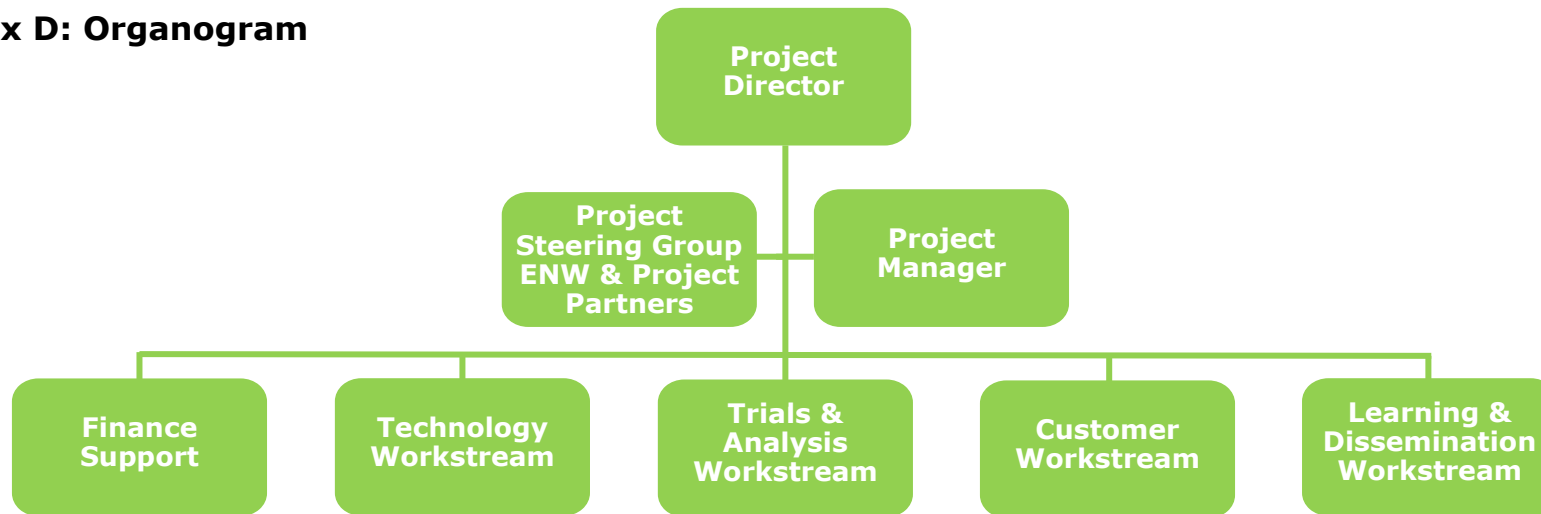 x D: Organogram
Project
Director
Project
Steering Group
ENW & Project
Partners
Project
Manager
Finance
Support
Technology
Workstream
Trials &
Analysis
Workstream
Customer
Workstream
Learning &
Dissemination
Workstream